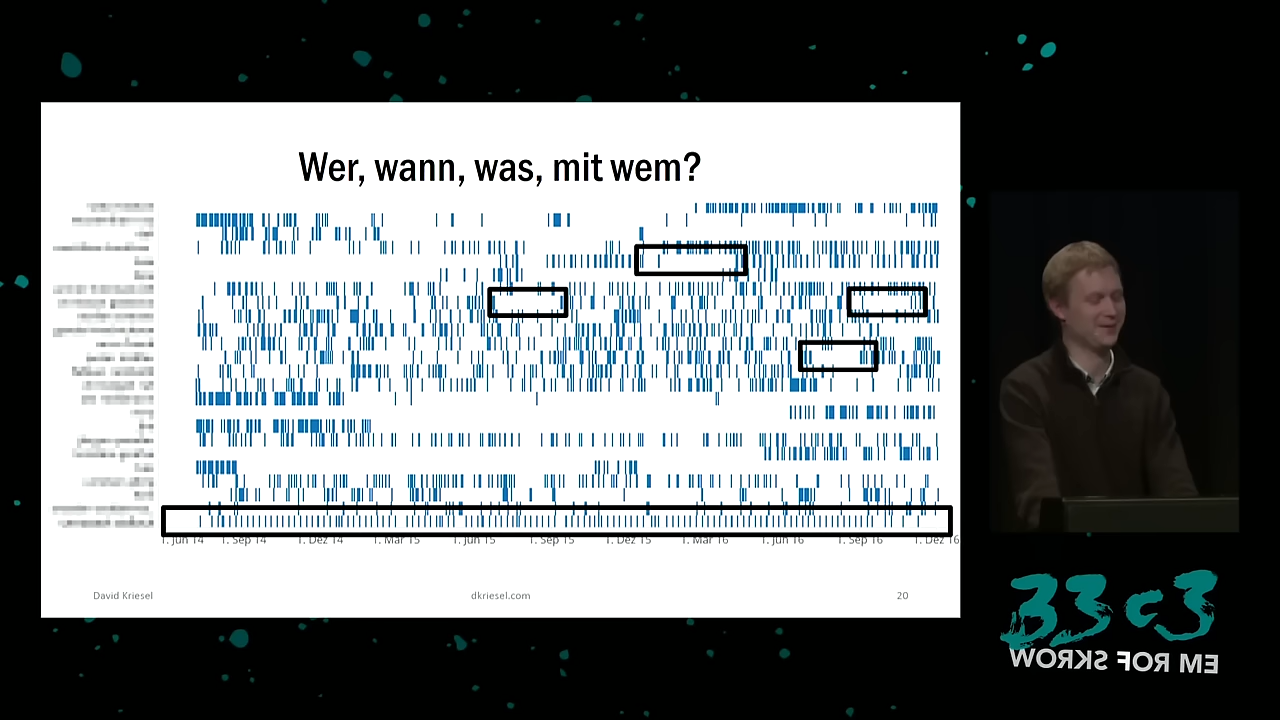 Wer, wann, was, mit wem?
1. Jun 14 1. Sep 14 1. Dez 14 1. Mär 15 1. Jun 15 1. Sep 15 1. Dez 15 1. Mär 16 1. Jun 16 1. Sep 16 1. Dez 16
David Kriesel dkriesel.com 20
33c3
WORKS FOR ME